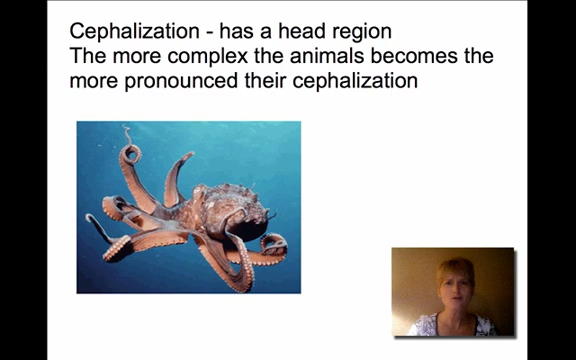 Cephalization - has a head region
The more complex the animals becomes the
more pronounced their cephalization